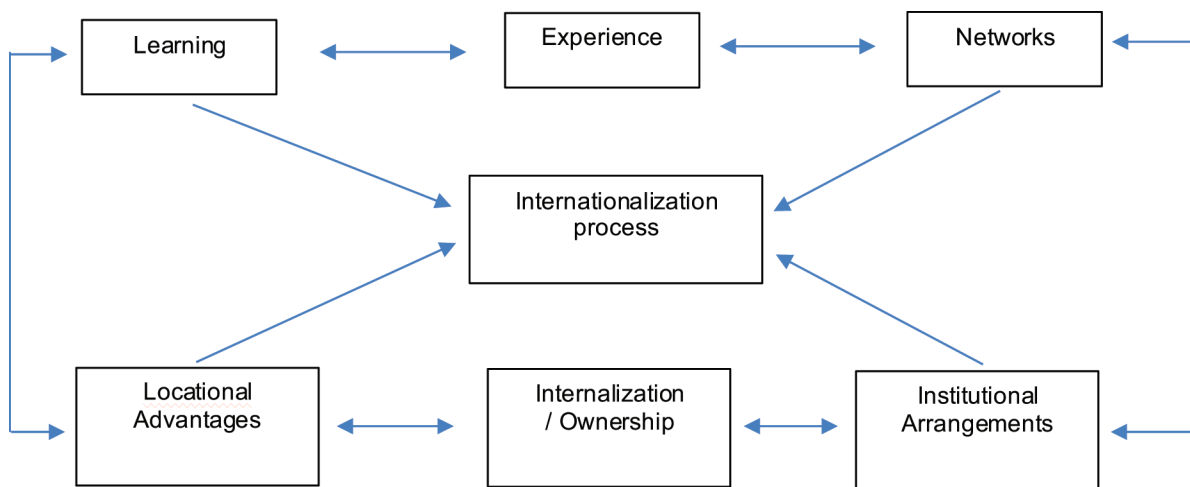 Learning
Experience
Networks
Internationalization
process
Locational
Advantages
Internalization
/ Ownership
Institutional
Arrangements